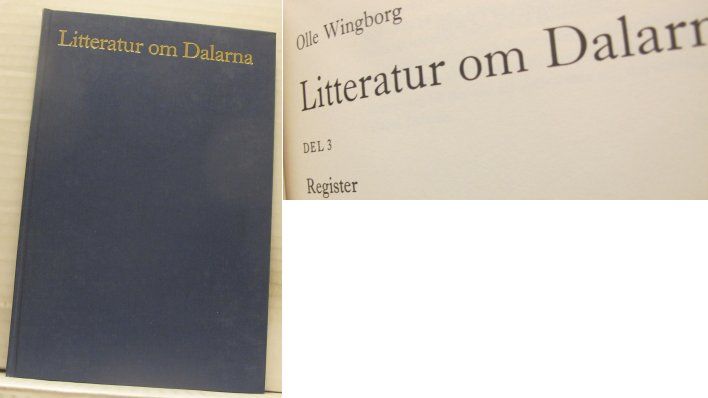 Litteratur om Dalarna
Olle Wingborg
Litteratur om Dalarn
DEL 3
Register